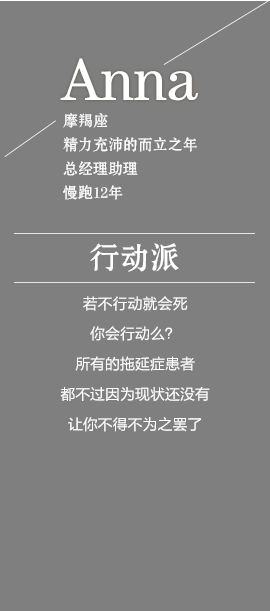 Anna
摩羯座
精力充沛的而立之年
总经理助理
慢跑12年
行动派
若不行动就会死
你会行动么？
所有的拖延症患者
都不过因为现状还没有
让你不得不为之罢了